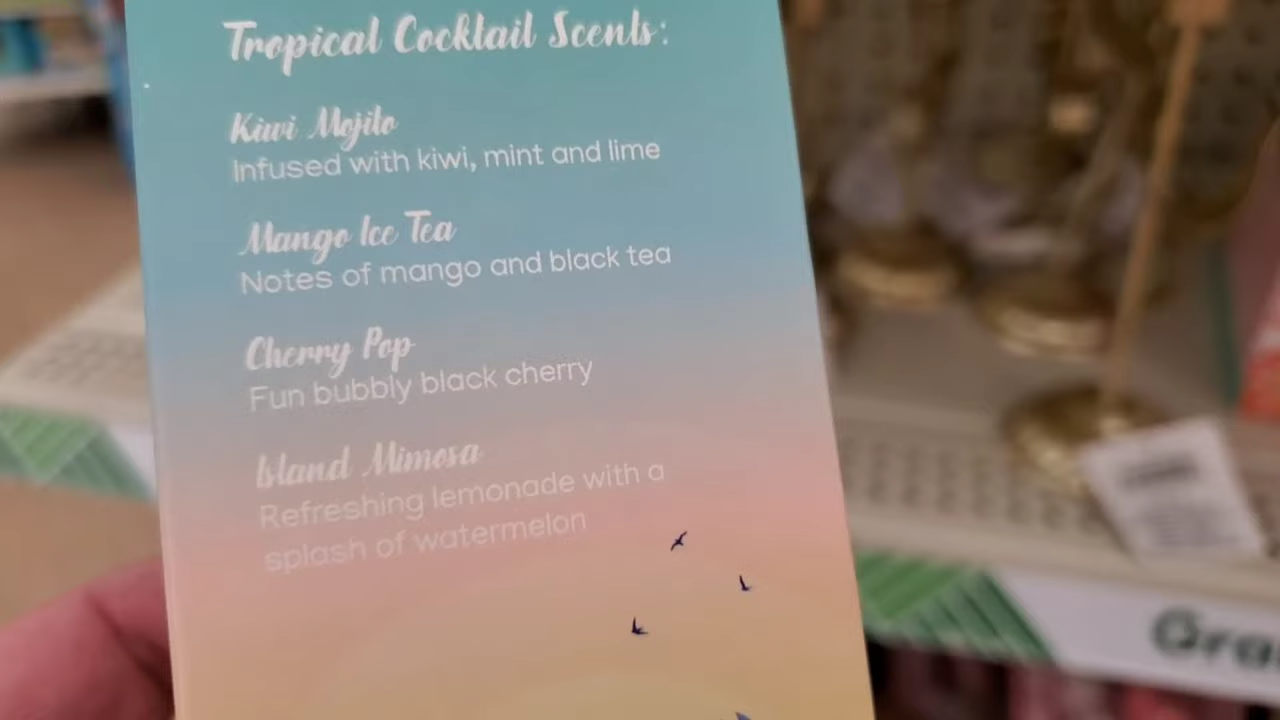 Tropical Cocktail Scents:
Kiwi Mojito
Infused with kiwi, mint and lime
Mango Ice Tea
Notes of mango and black tea
Cherry Pop
Fun bubbly black cherry
Island Mimosa
Refreshing lemonade with a
splash of watermelon